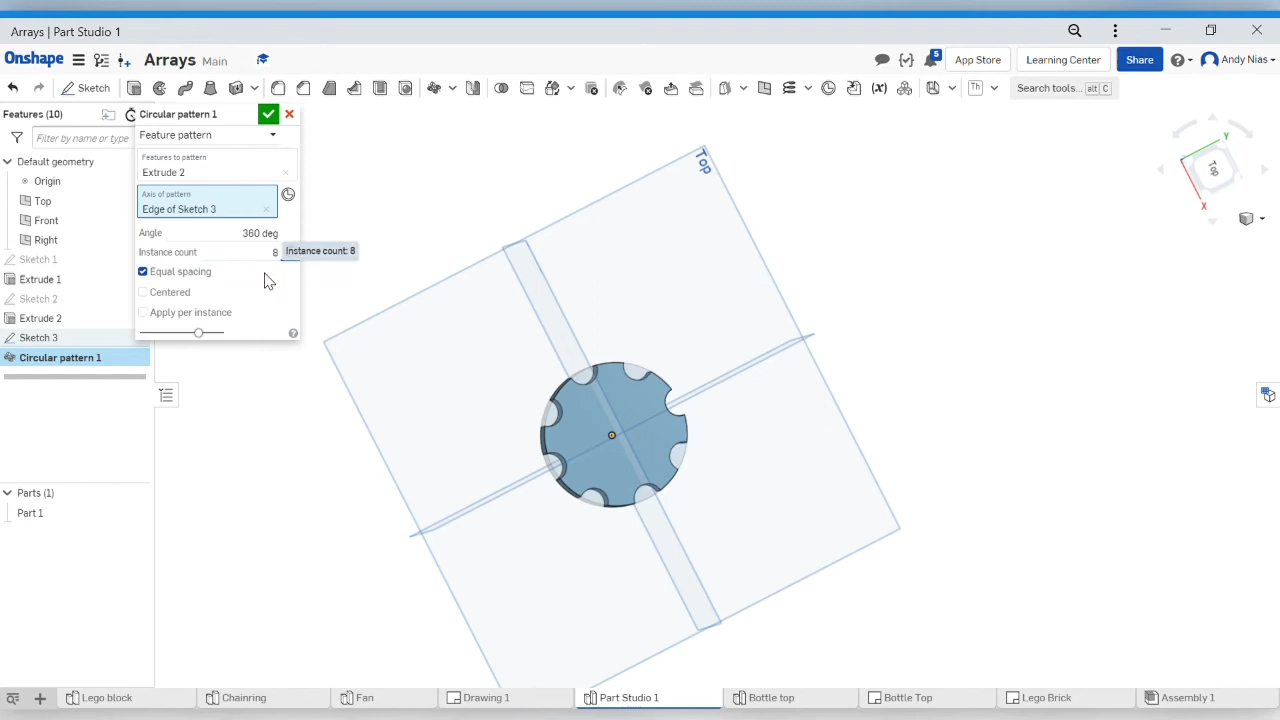 Arrays | Part Studio 1
Onshape
Arrays Main
5
App Store
Learning Center
Share
Andy Nias
Sketch
Search tools... alt C
Features (10)
Filter by name or type
Default geometry
Origin
Top
Front
Right
Sketch 1
Extrude 1
Sketch 2
Extrude 2
Sketch 3
Circular pattern 1
Parts (1)
Part 1
Circular pattern 1
Feature pattern
Features to pattern
Extrude 2
Axis of pattern
Edge of Sketch 3
Angle 360 deg
Instance count 8
Instance count: 8
Equal spacing
Centered
Apply per instance
Top
Y
Top
X
Lego block
Chainring
Fan
Drawing 1
Part Studio 1
Bottle top
Bottle Top
Lego Brick
Assembly 1